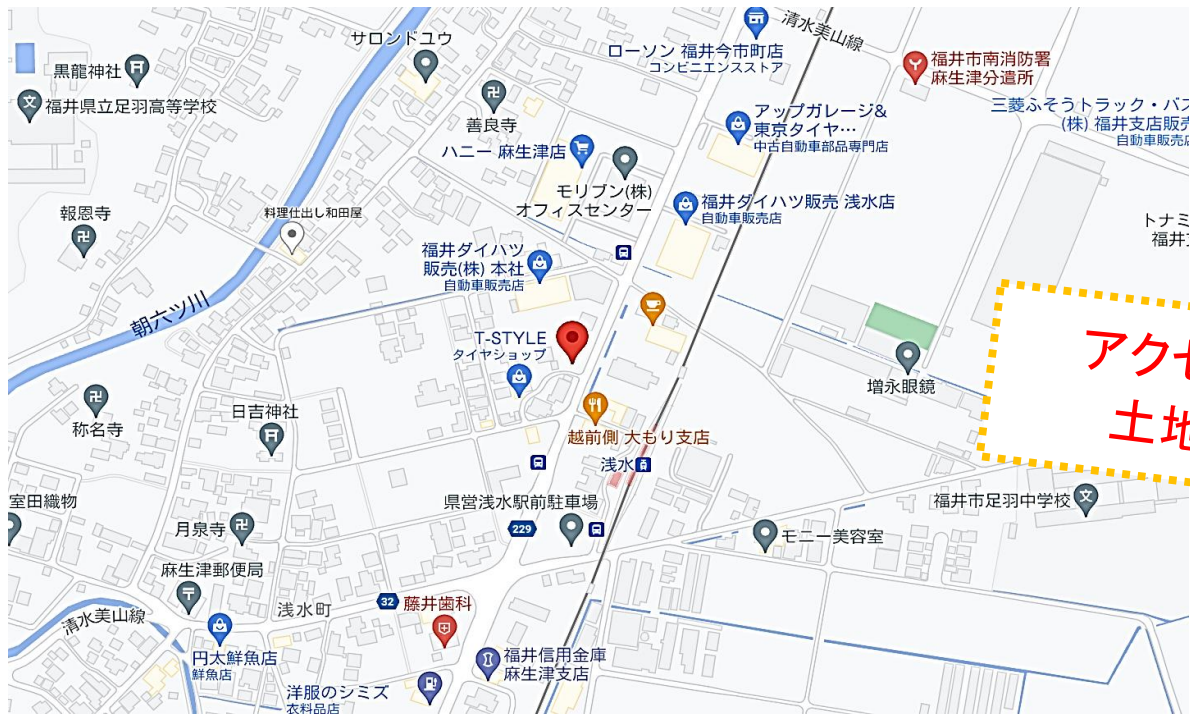 清水美山線
サロンドユウ
ローソン 福井今市町店
コンビニエンスストア
福井市南消防署
麻生津分遣所
黒龍神社
福井県立足羽高等学校
善良寺
アップガレージ&
東京タイヤ…
中古自動車部品専門店
三菱ふそうトラック・バス
(株) 福井支店販売
自動車販売店
ハニー 麻生津店
モリブン(株)
オフィスセンター
福井ダイハツ販売 浅水店
自動車販売店
報恩寺
料理仕出し和田屋
トナミ
福井
福井ダイハツ
販売(株) 本社
自動車販売店
朝六ツ川
T-STYLE
タイヤショップ
アクセ
土地
増永眼鏡
称名寺
日吉神社
越前側 大もり支店
浅水
室田織物
県営浅水駅前駐車場
福井市足羽中学校
月泉寺
229
モニー美容室
麻生津郵便局
浅水町
32
藤井歯科
清水美山線
円太鮮魚店
鮮魚店
福井信用金庫
麻生津支店
洋服のシミズ
衣料品店